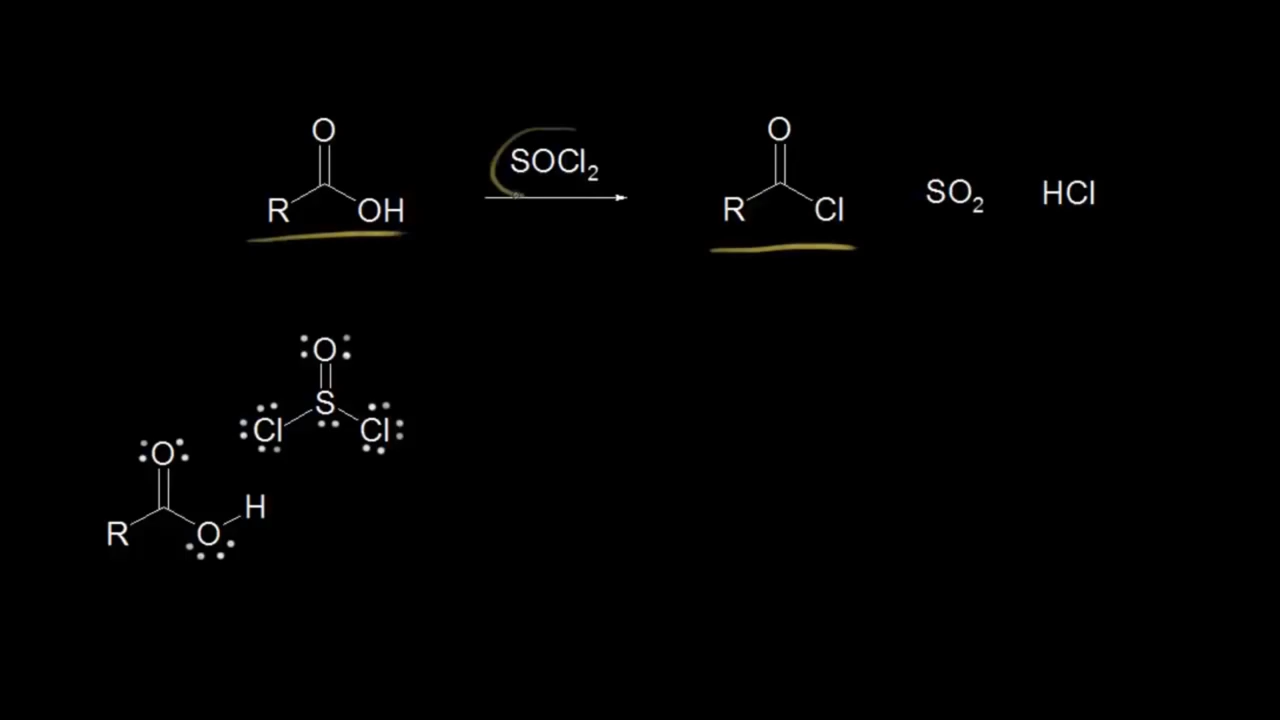 O O
SOCl2
R OH R Cl SO2 HCl
O
S
Cl Cl
O
H
R O